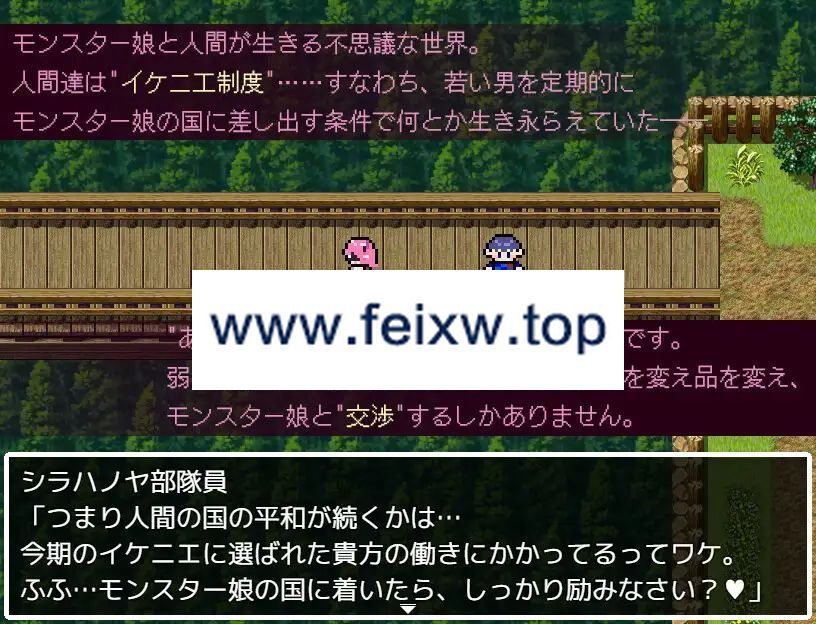 モンスター娘と人間が生きる不思議な世界。
人間達は"イケニエ制度"……すなわち、若い男を定期的に
モンスター娘の国に差し出す条件で何とか生き永らえていた――
www.feixw.top
"あ
です。
弱
を変え品を変え、
モンスター娘と"交渉"するしかありません。
シラハノヤ部隊員
「つまり人間の国の平和が続くかは…
今期のイケニエに選ばれた貴方の働きにかかってるってワケ。
ふふ…モンスター娘の国に着いたら、しっかり励みなさい？♥」